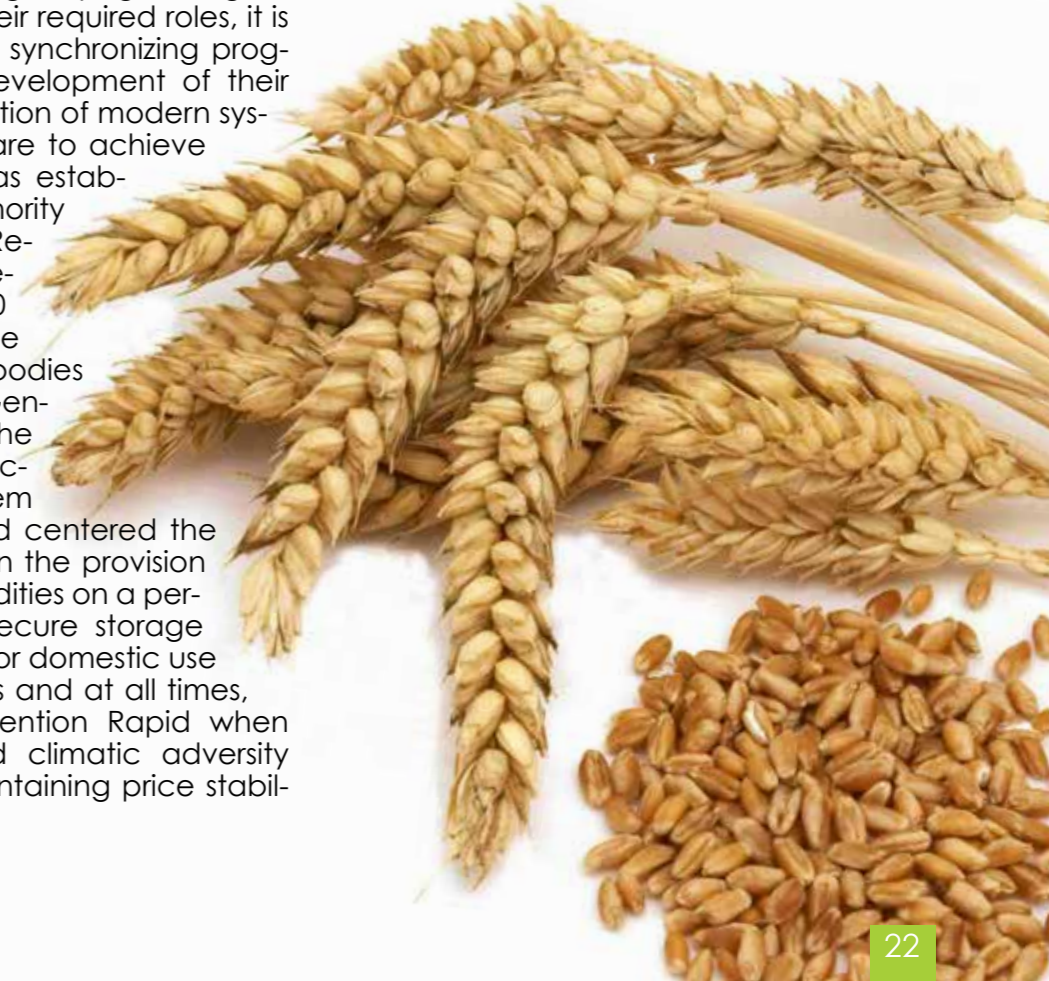 eir required roles, it is
synchronizing prog-
evelopment of their
tion of modern sys-
are to achieve
as estab-
hority
Re-
e-
0
e
bodies
en-
he
c-
em
d centered the
n the provision
dities on a per-
ecure storage
or domestic use
s and at all times,
ention Rapid when
d climatic adversity
ntaining price stabil-
22